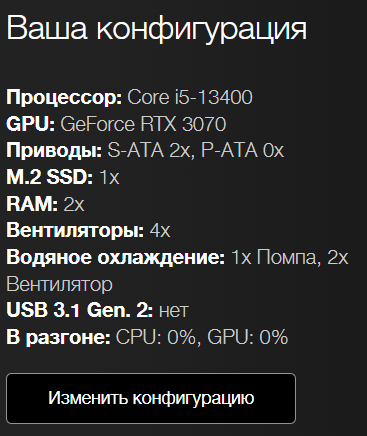 Ваша конфигурация
Процессор: Core i5-13400
GPU: GeForce RTX 3070
Приводы: S-ATA 2x, P-ATA 0x
M.2 SSD: 1x
RAM: 2x
Вентиляторы: 4x
Водяное охлаждение: 1x Помпа, 2x
Вентилятор
USB 3.1 Gen. 2: нет
В разгоне: CPU: 0%, GPU: 0%
Изменить конфигурацию